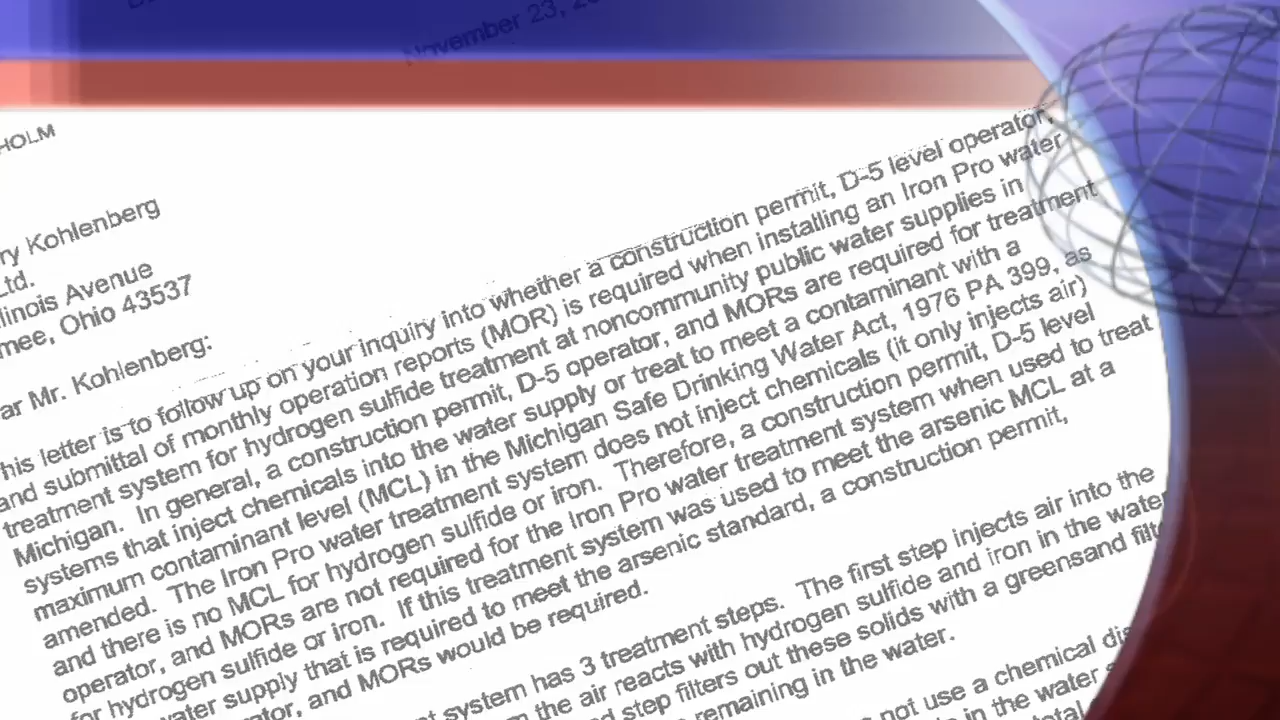 November 23, 20
HOLM
ry Kohlenberg
Ltd.
llinois Avenue
mee, Ohio 43537
ar Mr. Kohlenberg:
his letter is to follow up on your inquiry into whether a construction permit, D-5 level operator,
and submittal of monthly operation reports (MOR) is required when installing an Iron Pro water
treatment system for hydrogen sulfide treatment at noncommunity public water supplies in
Michigan. In general, a construction permit, D-5 operator, and MORs are required for treatment
systems that inject chemicals into the water supply or treat to meet a contaminant with a
maximum contaminant level (MCL) in the Michigan Safe Drinking Water Act, 1976 PA 399, as
amended. The Iron Pro water treatment system does not inject chemicals (it only injects air)
and there is no MCL for hydrogen sulfide or iron. Therefore, a construction permit, D-5 level
operator, and MORs are not required for the Iron Pro water treatment system when used to treat
for hydrogen sulfide or iron. If this treatment system was used to meet the arsenic MCL at a
water supply that is required to meet the arsenic standard, a construction permit,
tor, and MORs would be required.
t system has 3 treatment steps. The first step injects air into the
m the air reacts with hydrogen sulfide and iron in the water
d step filters out these solids with a greensand filt
remaining in the water.
not use a chemical di
in the water
total